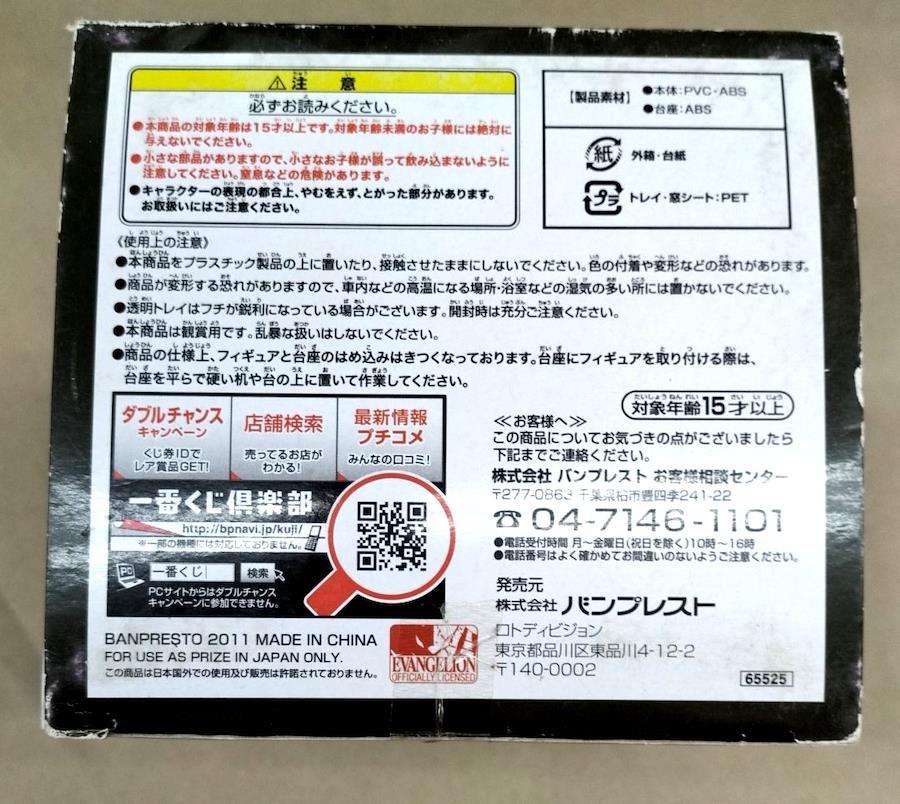 ⚠注意
必ずお読みください。
●本商品の対象年齢は15才以上です。対象年齢未満のお子様には絶対に
与えないでください。
●小さな部品がありますので、小さなお子様が誤って飲み込まないように
注意してください。窒息などの危険があります。
●キャラクターの表現の都合上、やむをえず、とがった部分があります。
お取扱いにはご注意ください。
【製品素材】
●本体：PVC・ABS
●台座：ABS
紙 外箱・台紙
プラ トレイ・窓シート：PET
《使用上の注意》
●本商品をプラスチック製品の上に置いたり、接触させたままにしないでください。色の付着や変形などの恐れがあります。
●商品が変形する恐れがありますので、車内などの高温になる場所・浴室などの湿気の多い所には置かないでください。
●透明トレイはフチが鋭利になっている場合がございます。開封時は充分ご注意ください。
●本商品は観賞用です。乱暴な扱いはしないでください。
●商品の仕様上、フィギュアと台座のはめ込みはきつくなっております。台座にフィギュアを取り付ける際は、
台座を平らで硬い机や台の上に置いて作業してください。
ダブルチャンス
キャンペーン
くじ券IDで
レア賞品GET!
店舗検索
売ってるお店が
わかる!
最新情報
プチコメ
みんなの口コミ!
一番くじ倶楽部
http://bpnavi.jp/kuji/
※一部の機種には対応しておりません。
PC 一番くじ 検索
PCサイトからはダブルチャンス
キャンペーンに参加できません。
対象年齢15才以上
≪お客様へ≫
この商品についてお気づきの点がございましたら
下記までご連絡ください。
株式会社 バンプレスト お客様相談センター
〒277-0863 千葉県柏市豊四季241-22
☎04-7146-1101
●電話受付時間 月〜金曜日(祝日を除く)10時〜16時
●電話番号はよく確かめてお間違いのないようご注意ください。
発売元
株式会社 バンプレスト
ロトディビジョン
東京都品川区東品川4-12-2
〒140-0002
65525
BANPRESTO 2011 MADE IN CHINA
FOR USE AS PRIZE IN JAPAN ONLY.
この商品は日本国外での使用及び販売は許諾されておりません。
EVANGELION
OFFICIALLY LICENSED